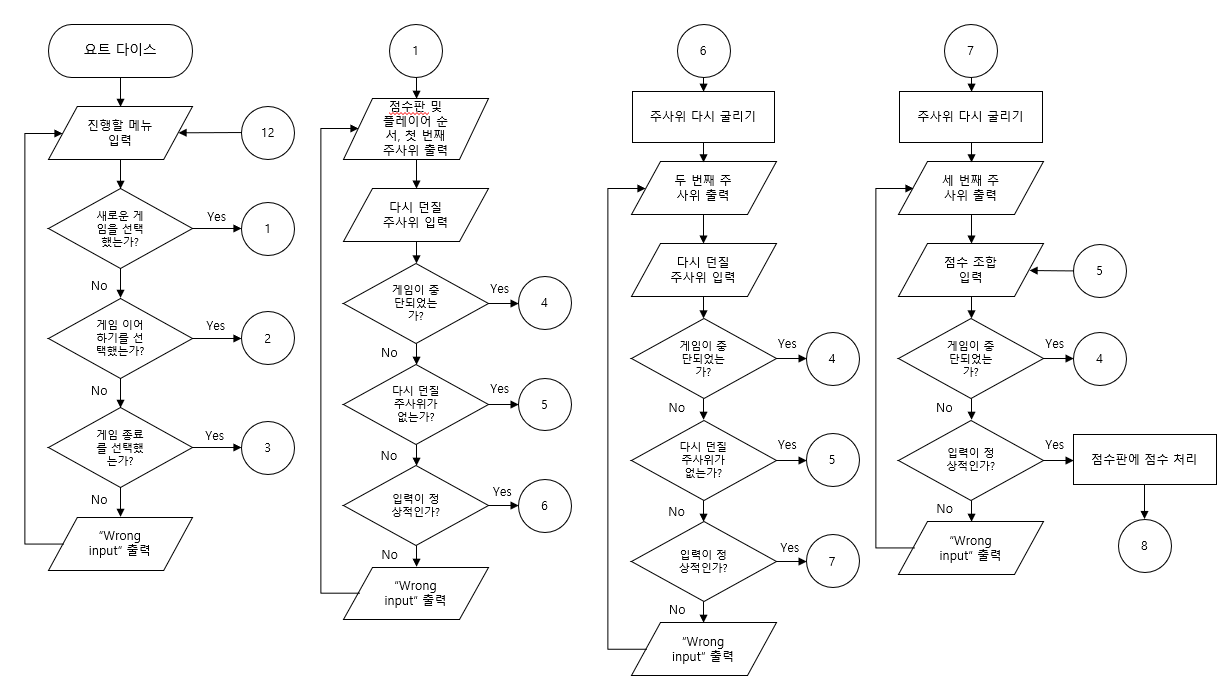 요트 다이스
진행할 메뉴
입력
12
새로운 게
임을 선택
했는가?
Yes
1
No
게임 이어
하기를 선
택했는가?
Yes
2
No
게임 종료
를 선택했
는가?
Yes
3
No
“Wrong
input” 출력
1
점수판 및
플레이어 순
서, 첫 번째
주사위 출력
다시 던질
주사위 입력
게임이 중
단되었는
가?
Yes
4
No
다시 던질
주사위가
없는가?
Yes
5
No
입력이 정
상적인가?
Yes
6
No
“Wrong
input” 출력
6
주사위 다시 굴리기
두 번째 주
사위 출력
다시 던질
주사위 입력
게임이 중
단되었는
가?
Yes
4
No
다시 던질
주사위가
없는가?
Yes
5
No
입력이 정
상적인가?
Yes
7
No
“Wrong
input” 출력
7
주사위 다시 굴리기
세 번째 주
사위 출력
점수 조합
입력
5
게임이 중
단되었는
가?
Yes
4
No
입력이 정
상적인가?
Yes
점수판에 점수 처리
No
“Wrong
input” 출력
8